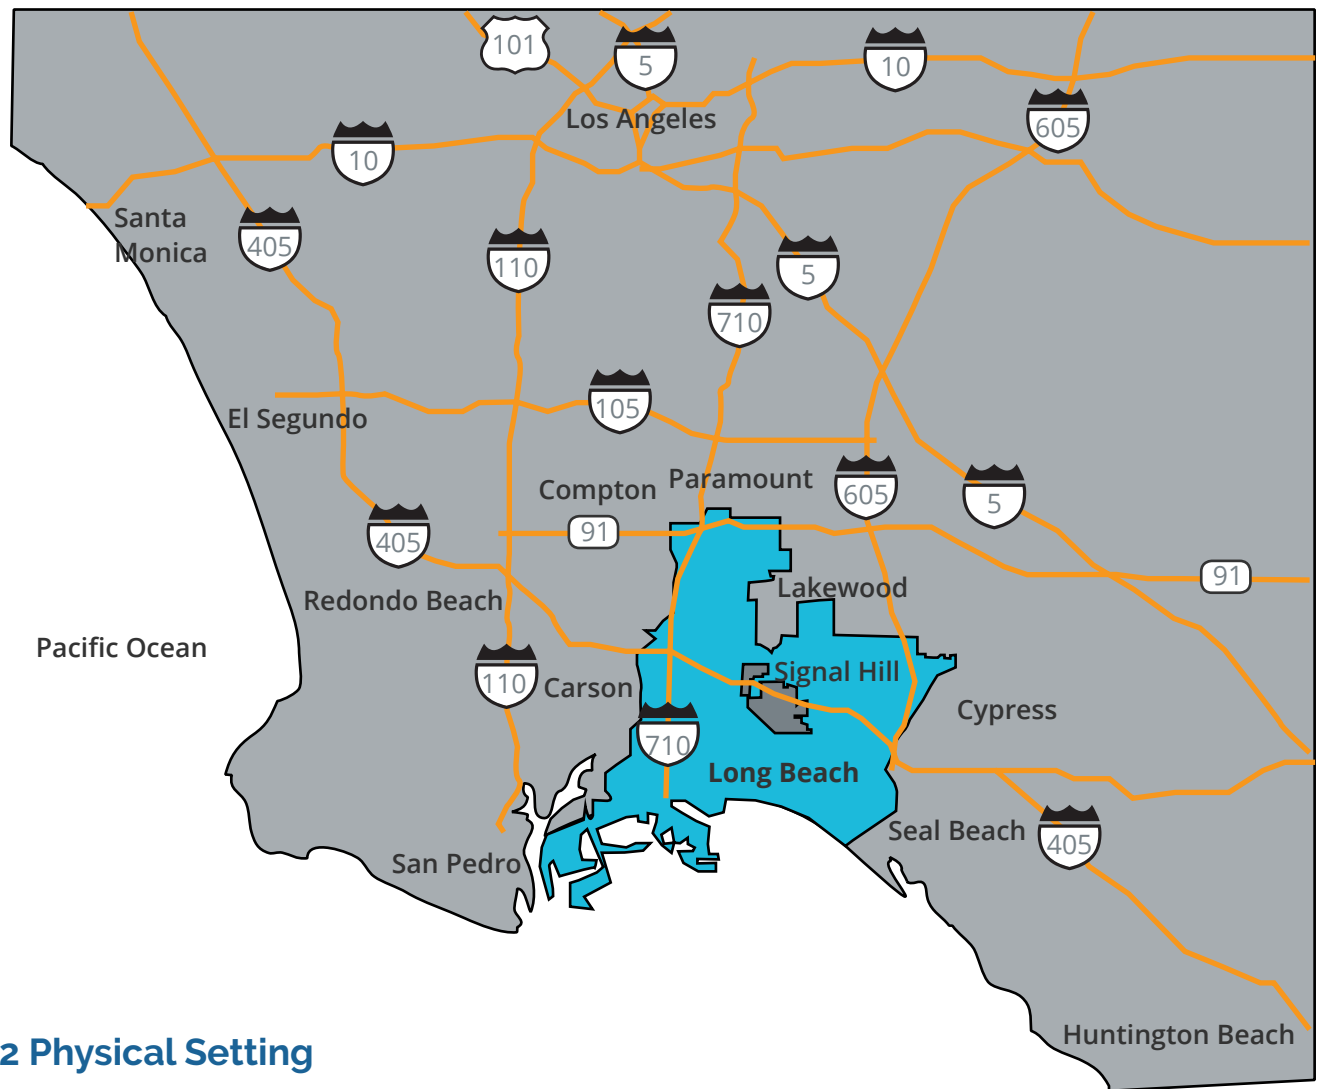 101
5
10
605
Los Angeles
10
Santa
Monica
405
110
5
710
El Segundo
105
Compton
Paramount
605
5
405
91
91
Lakewood
Redondo Beach
Pacific Ocean
110
Carson
Signal Hill
Cypress
710
Long Beach
San Pedro
Seal Beach
405
Huntington Beach
2 Physical Setting